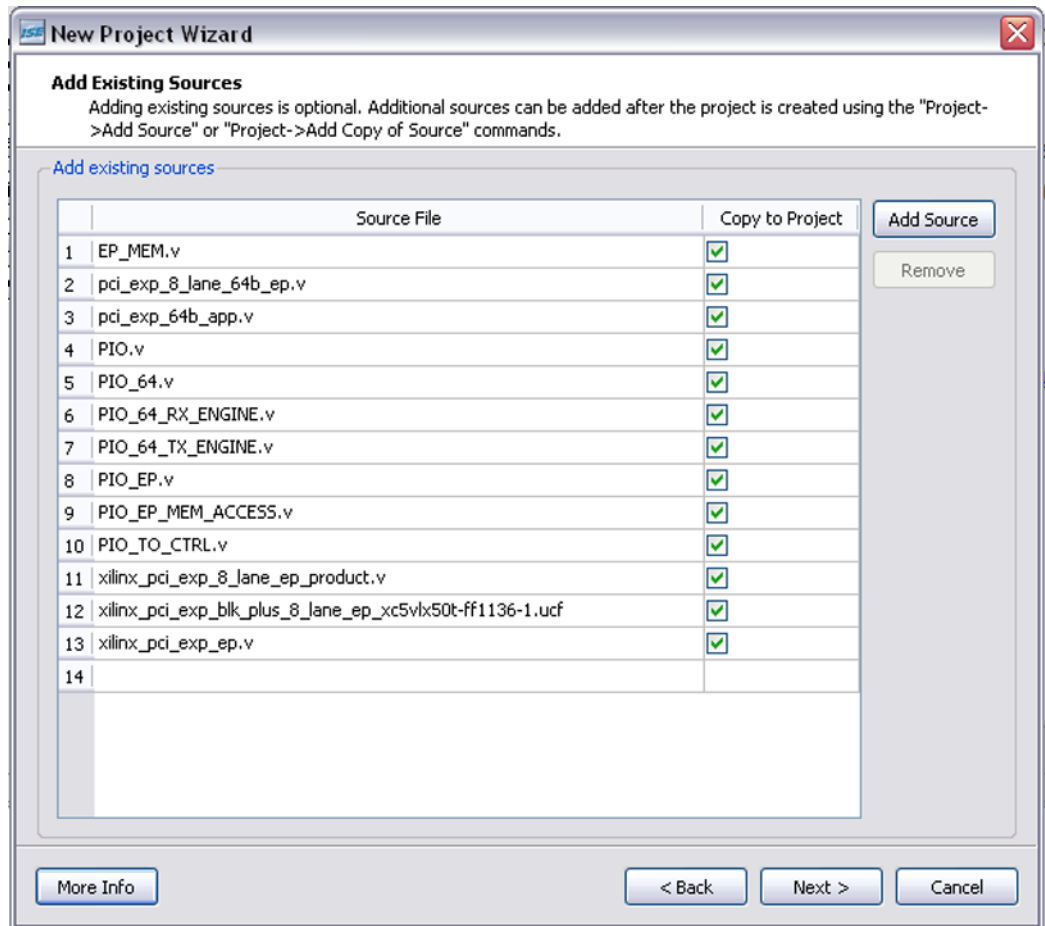 ISE New Project Wizard
Add Existing Sources
Adding existing sources is optional. Additional sources can be added after the project is created using the "Project-
>Add Source" or "Project->Add Copy of Source" commands.
Add existing sources
Source File Copy to Project Add Source
1 EP_MEM.v
Remove
2 pci_exp_8_lane_64b_ep.v
3 pci_exp_64b_app.v
4 PIO.v
5 PIO_64.v
6 PIO_64_RX_ENGINE.v
7 PIO_64_TX_ENGINE.v
8 PIO_EP.v
9 PIO_EP_MEM_ACCESS.v
10 PIO_TO_CTRL.v
11 xilinx_pci_exp_8_lane_ep_product.v
12 xilinx_pci_exp_blk_plus_8_lane_ep_xc5vlx50t-ff1136-1.ucf
13 xilinx_pci_exp_ep.v
14
More Info < Back Next > Cancel